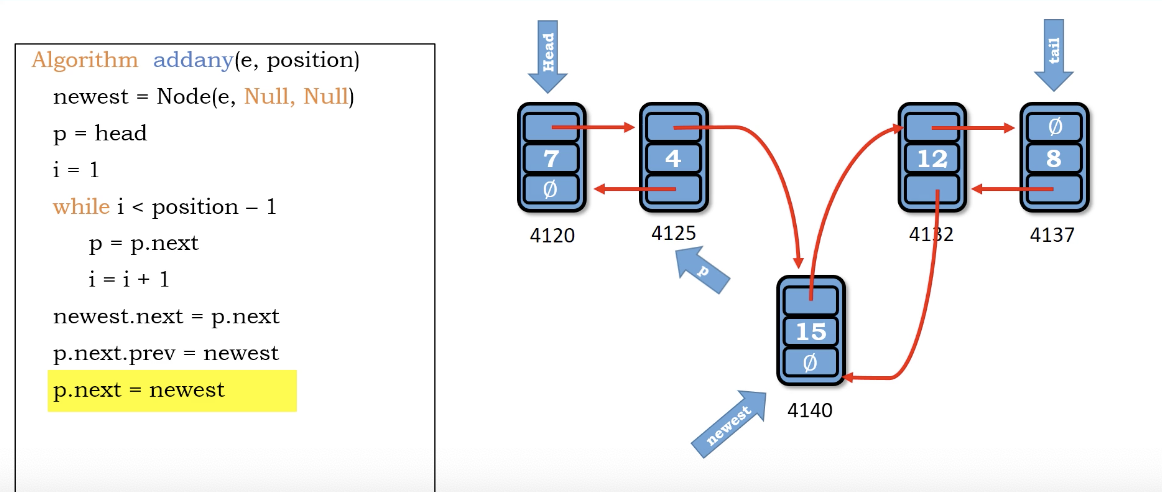 Algorithm addany(e, position)
newest = Node(e, Null, Null)
p = head
i = 1
while i < position – 1
p = p.next
i = i + 1
newest.next = p.next
p.next.prev = newest
p.next = newest
Head
tail
7
∅
4120
4
4125
p
12
4132
∅
8
4137
15
∅
4140
newest